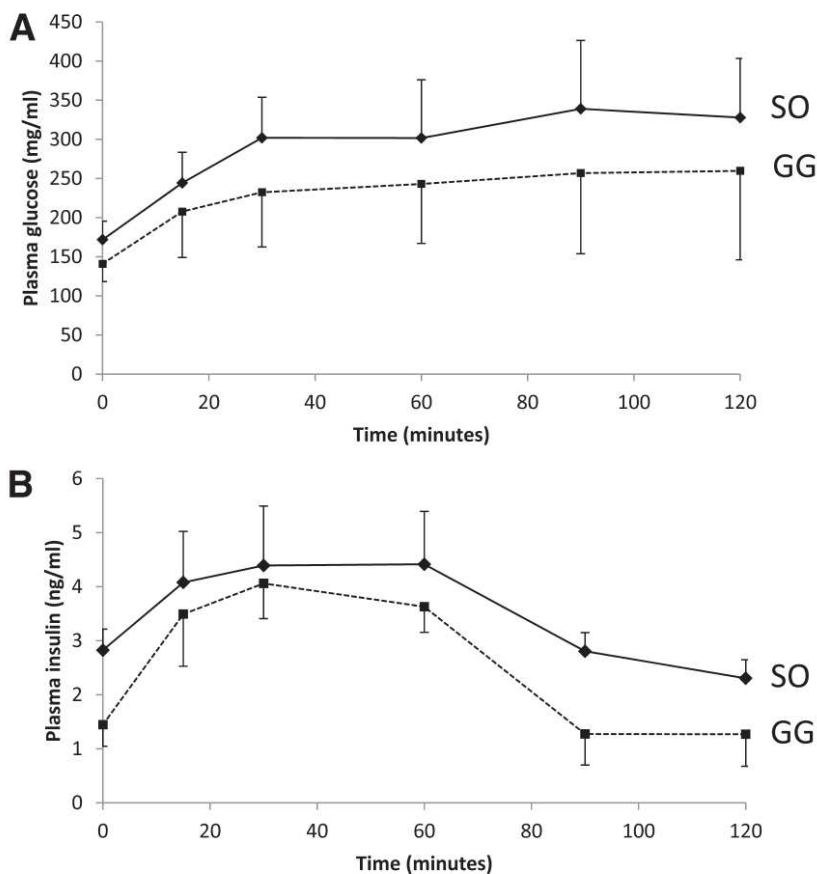 A
Plasma glucose (mg/ml)
450
400
350
300
250
200
150
100
50
0
SO
GG
0 20 40 60 80 100 120
Time (minutes)
B
Plasma insulin (ng/ml)
6
5
4
3
2
1
0
SO
GG
0 20 40 60 80 100 120
Time (minutes)